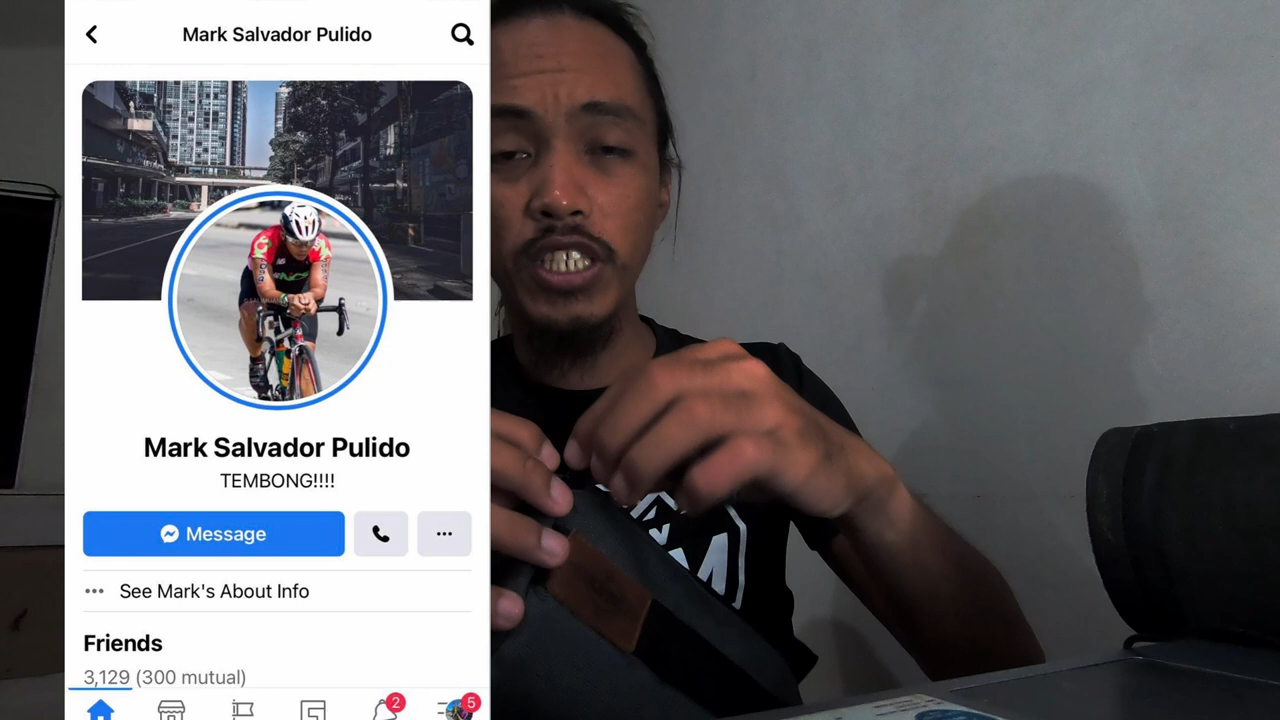 Mark Salvador Pulido
Mark Salvador Pulido
TEMBONG!!!!
Message
See Mark's About Info
Friends
3,129 (300 mutual)
2
5